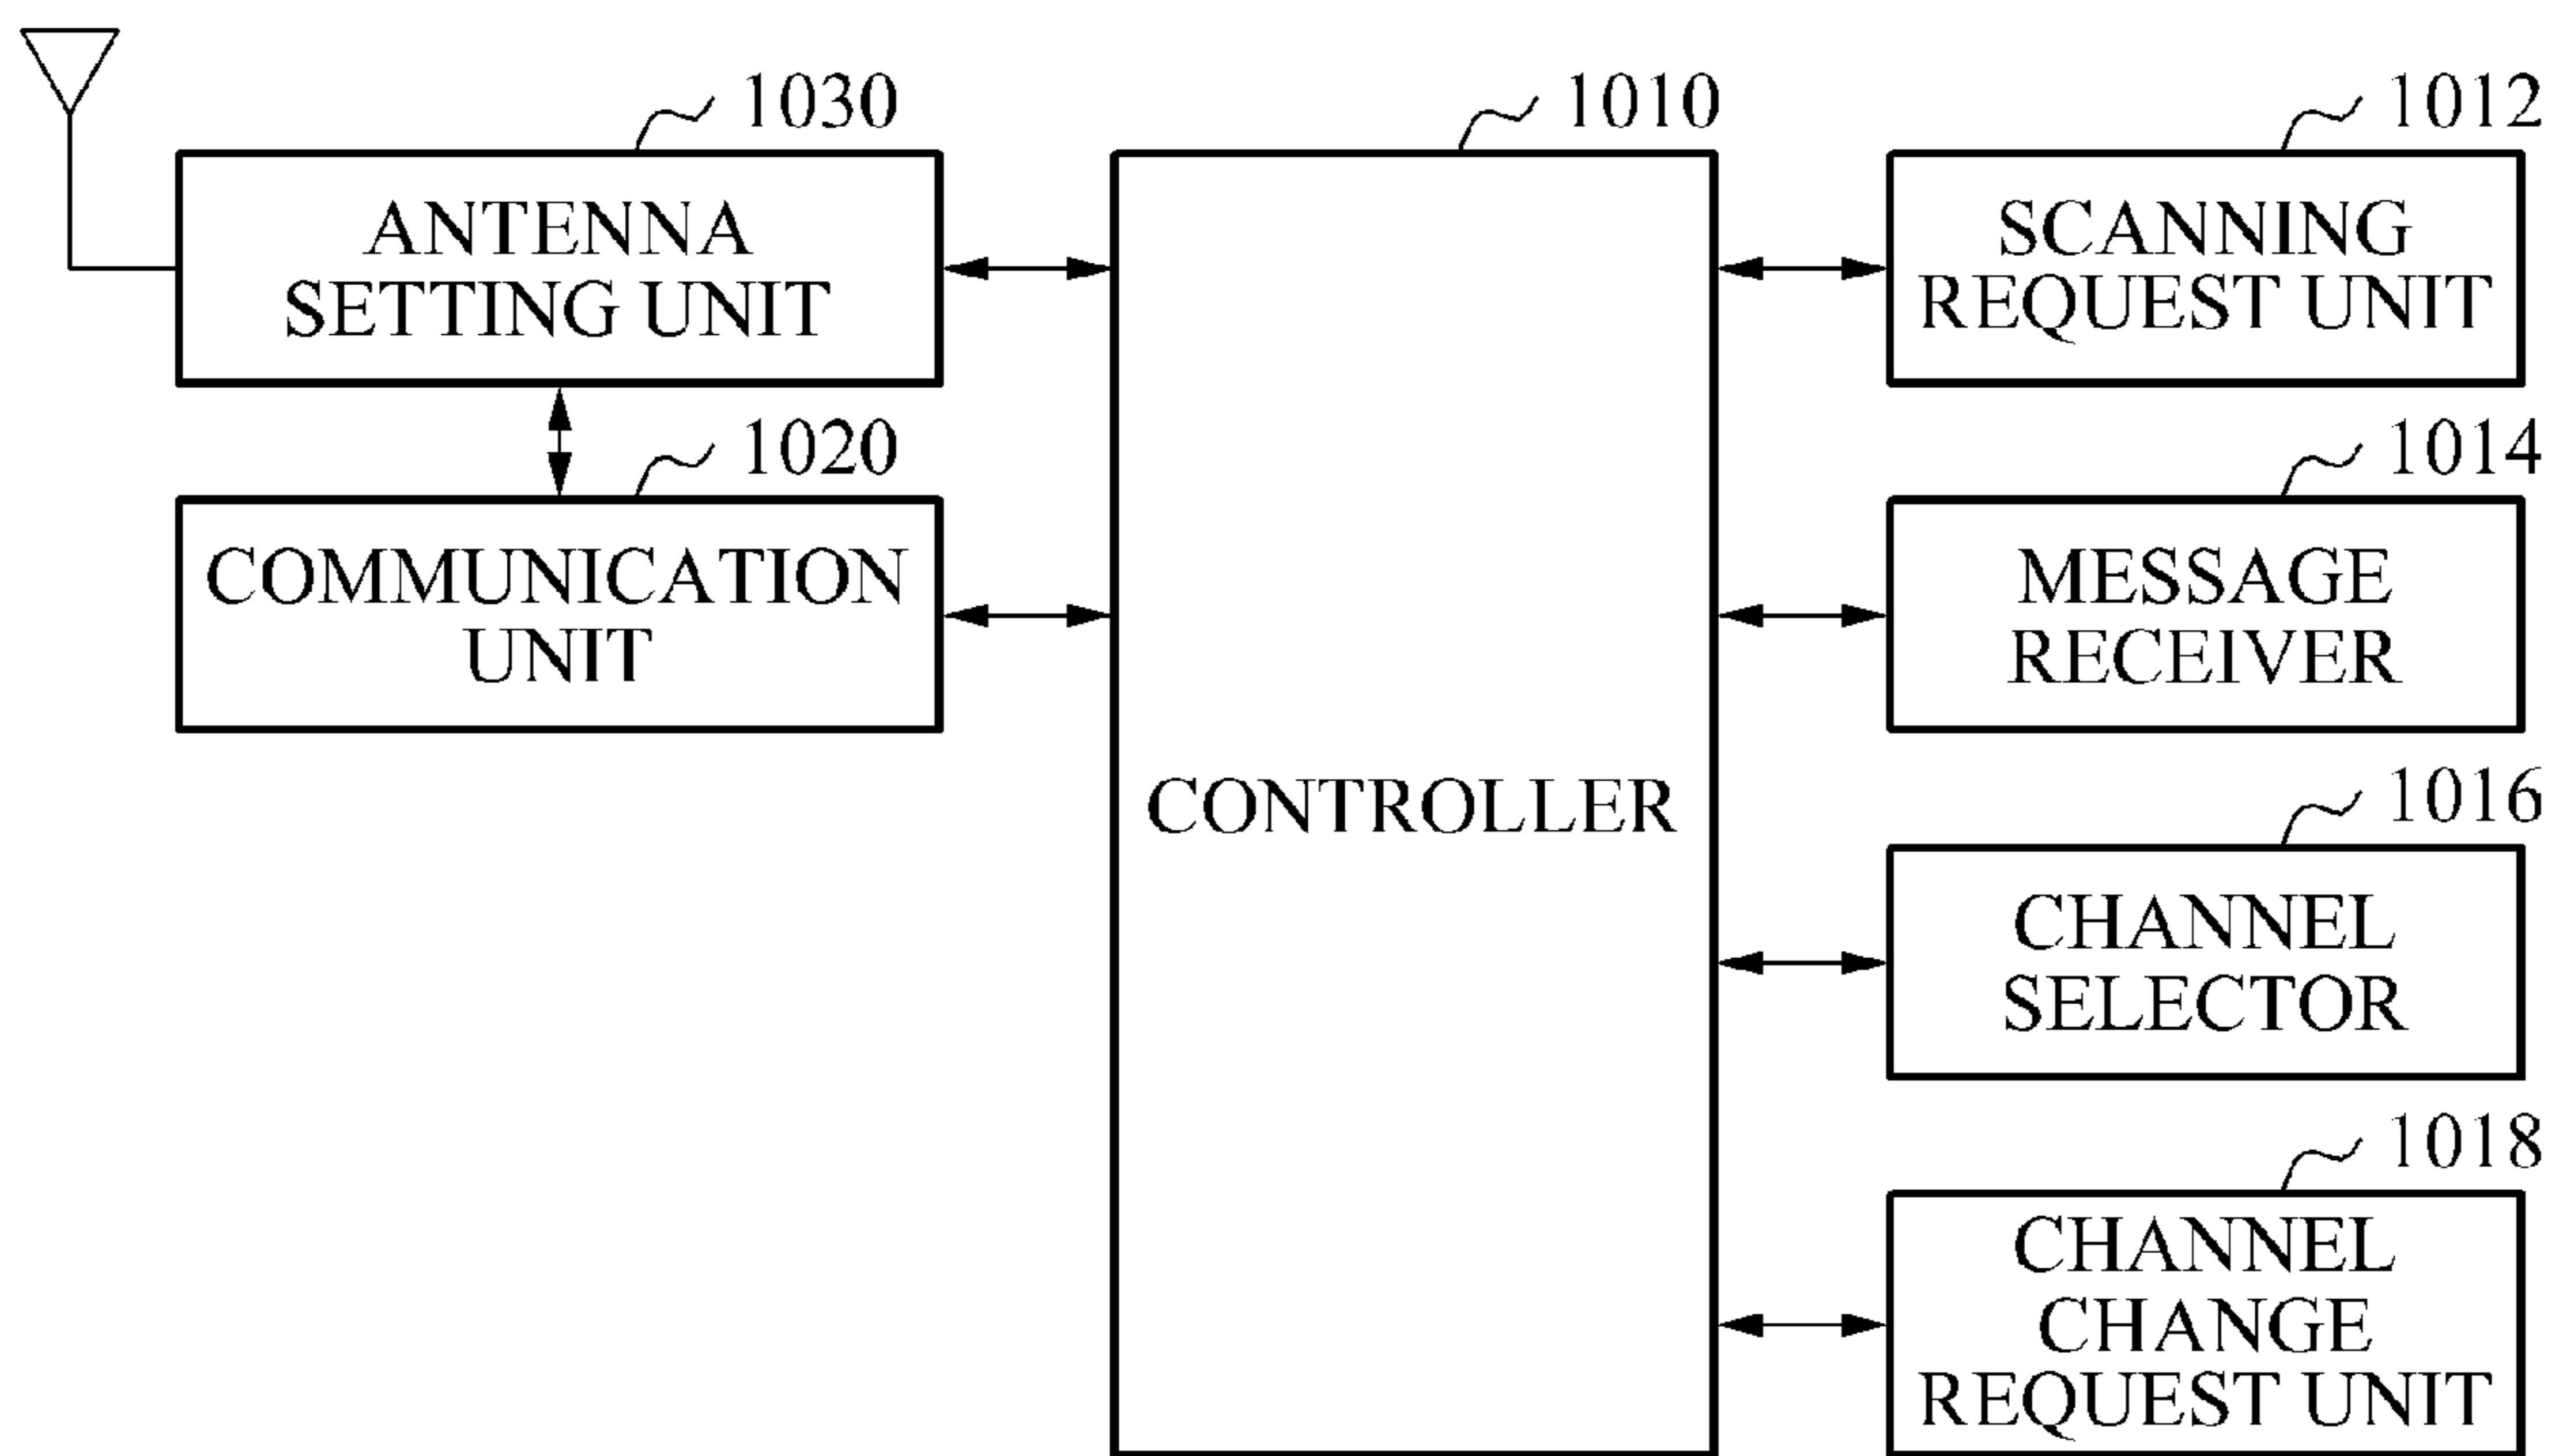 1030
ANTENNA
SETTING UNIT
1020
COMMUNICATION
UNIT
1010
CONTROLLER
1012
SCANNING
REQUEST UNIT
1014
MESSAGE
RECEIVER
1016
CHANNEL
SELECTOR
1018
CHANNEL
CHANGE
REQUEST UNIT